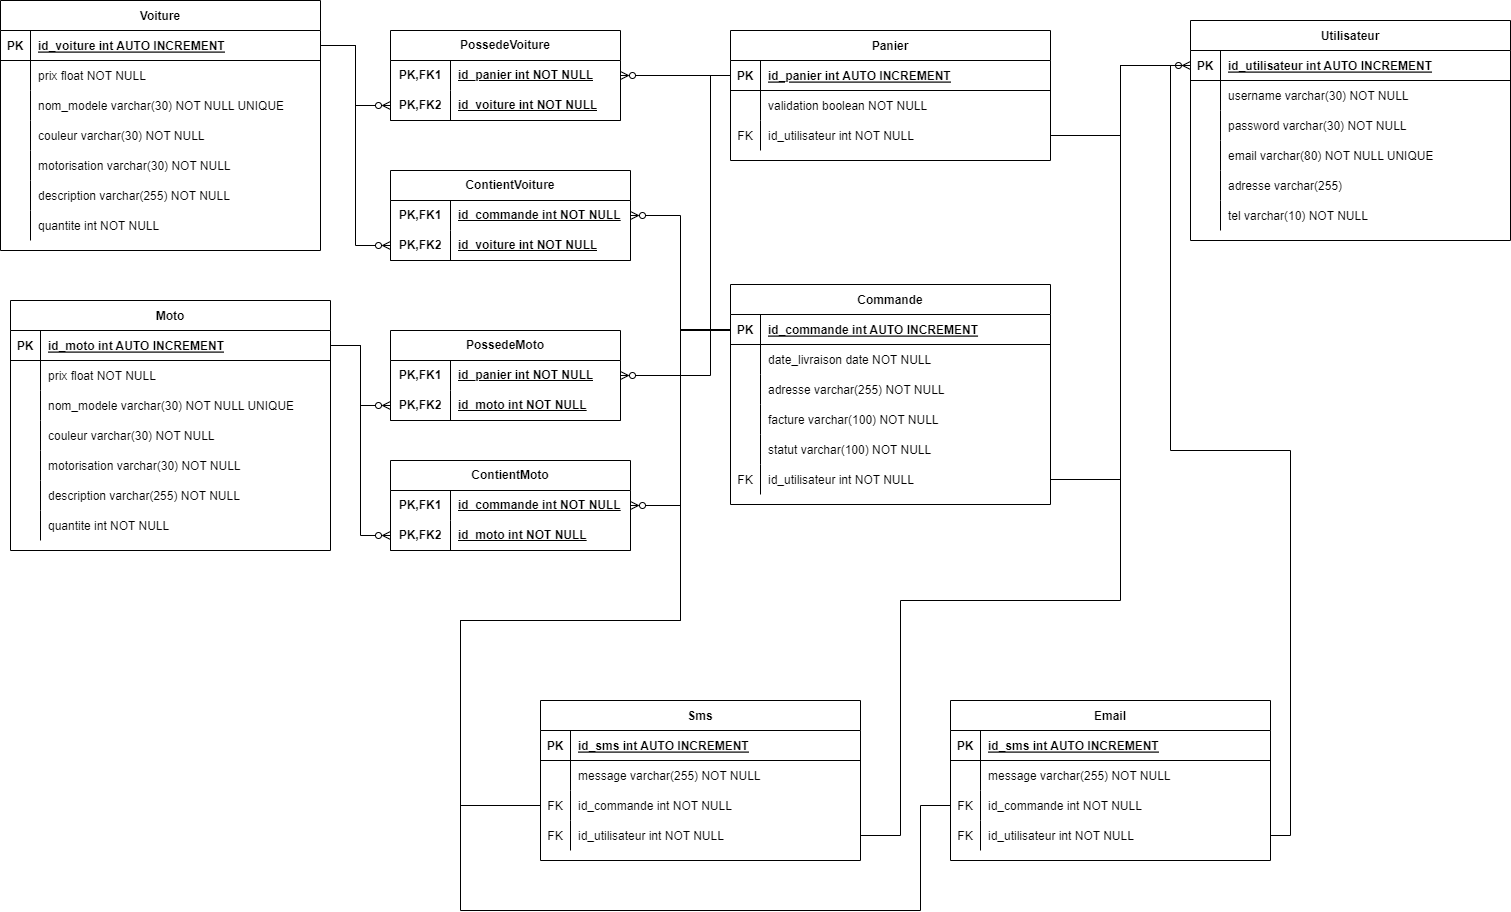 Voiture
PK id_voiture int AUTO INCREMENT
prix float NOT NULL
nom_modele varchar(30) NOT NULL UNIQUE
couleur varchar(30) NOT NULL
motorisation varchar(30) NOT NULL
description varchar(255) NOT NULL
quantite int NOT NULL
Moto
PK id_moto int AUTO INCREMENT
prix float NOT NULL
nom_modele varchar(30) NOT NULL UNIQUE
couleur varchar(30) NOT NULL
motorisation varchar(30) NOT NULL
description varchar(255) NOT NULL
quantite int NOT NULL
PossedeVoiture
PK,FK1 id_panier int NOT NULL
PK,FK2 id_voiture int NOT NULL
ContientVoiture
PK,FK1 id_commande int NOT NULL
PK,FK2 id_voiture int NOT NULL
PossedeMoto
PK,FK1 id_panier int NOT NULL
PK,FK2 id_moto int NOT NULL
ContientMoto
PK,FK1 id_commande int NOT NULL
PK,FK2 id_moto int NOT NULL
Panier
PK id_panier int AUTO INCREMENT
validation boolean NOT NULL
FK id_utilisateur int NOT NULL
Commande
PK id_commande int AUTO INCREMENT
date_livraison date NOT NULL
adresse varchar(255) NOT NULL
facture varchar(100) NOT NULL
statut varchar(100) NOT NULL
FK id_utilisateur int NOT NULL
Utilisateur
PK id_utilisateur int AUTO INCREMENT
username varchar(30) NOT NULL
password varchar(30) NOT NULL
email varchar(80) NOT NULL UNIQUE
adresse varchar(255)
tel varchar(10) NOT NULL
Sms
PK id_sms int AUTO INCREMENT
message varchar(255) NOT NULL
FK id_commande int NOT NULL
FK id_utilisateur int NOT NULL
Email
PK id_sms int AUTO INCREMENT
message varchar(255) NOT NULL
FK id_commande int NOT NULL
FK id_utilisateur int NOT NULL